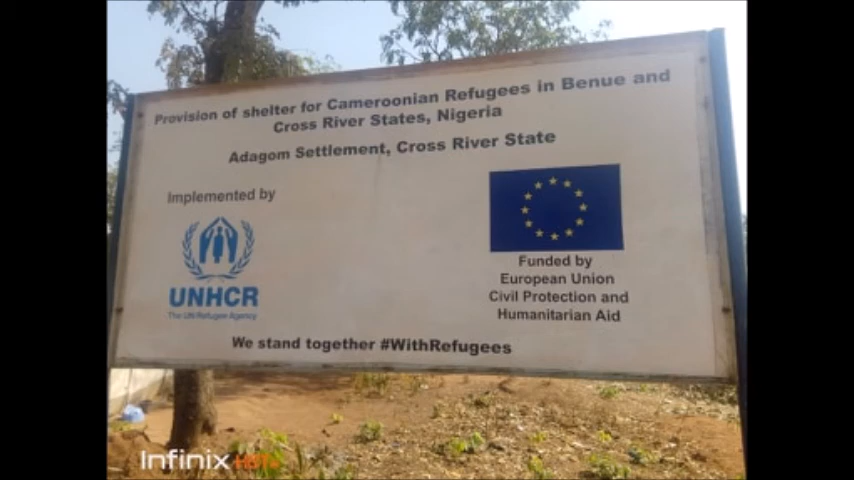 Provision of shelter for Cameroonian Refugees in Benue and
Cross River States, Nigeria
Adagom Settlement, Cross River State
Implemented by
UNHCR
The UN Refugee Agency
Funded by
European Union
Civil Protection and
Humanitarian Aid
We stand together #WithRefugees
Infinix